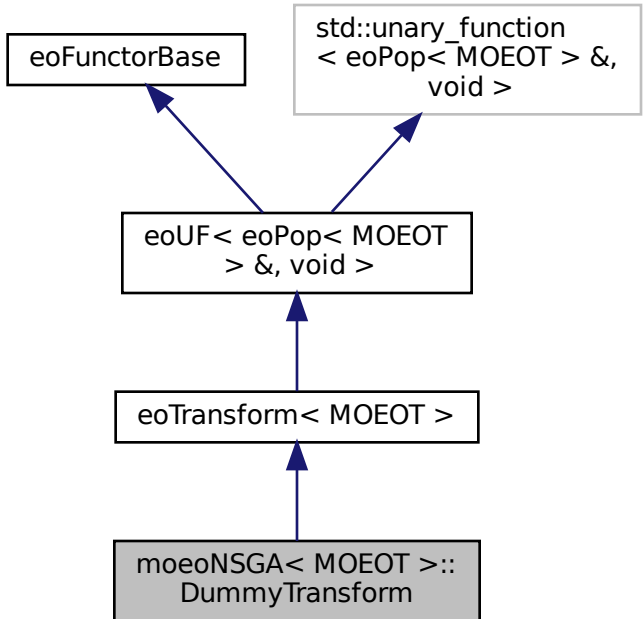 eoFunctorBase
std::unary_function
< eoPop< MOEOT > &,
void >
eoUF< eoPop< MOEOT
> &, void >
eoTransform< MOEOT >
moeoNSGA< MOEOT >::
DummyTransform